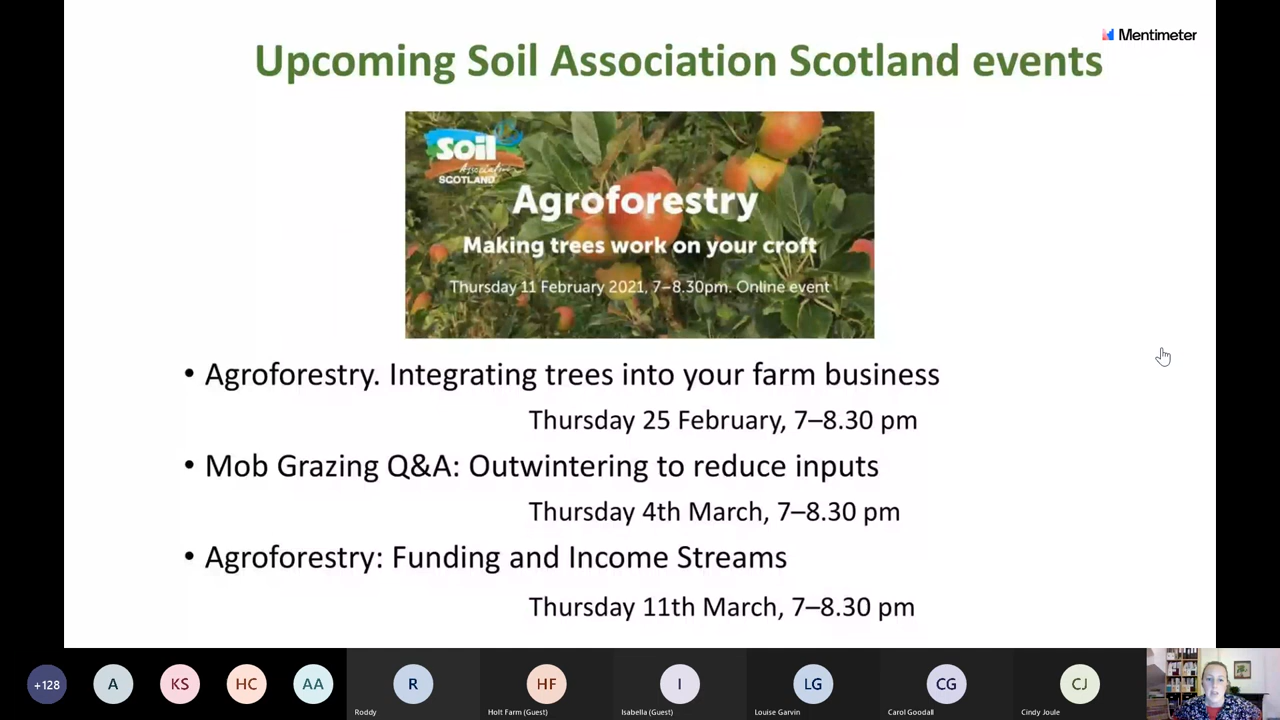 Mentimeter
Upcoming Soil Association Scotland events
Soil
Association
SCOTLAND
Agroforestry
Making trees work on your croft
Thursday 11 February 2021, 7–8.30pm. Online event
• Agroforestry. Integrating trees into your farm business
Thursday 25 February, 7–8.30 pm
• Mob Grazing Q&A: Outwintering to reduce inputs
Thursday 4th March, 7–8.30 pm
• Agroforestry: Funding and Income Streams
Thursday 11th March, 7–8.30 pm
+128
A
KS
HC
AA
R
HF
I
LG
CG
CJ
Roddy
Holt Farm (Guest)
Isabella (Guest)
Louise Garvin
Carol Goodall
Cindy Joule